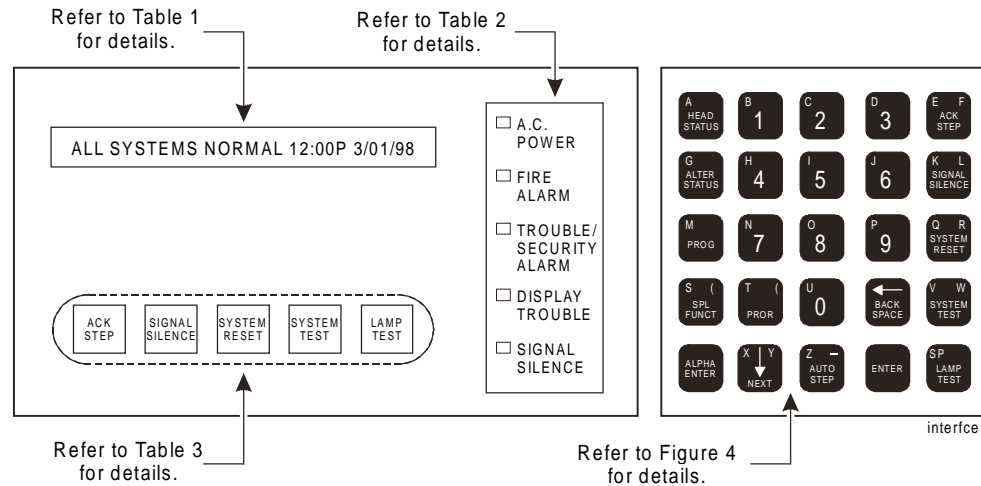 Refer to Table 1
for details.
Refer to Table 2
for details.
ALL SYSTEMS NORMAL 12:00P 3/01/98
A.C.
POWER
FIRE
ALARM
TROUBLE/
SECURITY
ALARM
DISPLAY
TROUBLE
SIGNAL
SILENCE
ACK
STEP
SIGNAL
SILENCE
SYSTEM
RESET
SYSTEM
TEST
LAMP
TEST
Refer to Table 3
for details.
A
HEAD
STATUS
B
1
C
2
D
3
E F
ACK
STEP
G
ALTER
STATUS
H
4
I
5
J
6
K L
SIGNAL
SILENCE
M
PROG
N
7
O
8
P
9
Q R
SYSTEM
RESET
S (
SPL
FUNCT
T (
PROR
U
0
BACK
SPACE
V W
SYSTEM
TEST
ALPHA
ENTER
X Y
NEXT
Z –
AUTO
STEP
ENTER
SP
LAMP
TEST
interfce
Refer to Figure 4
for details.